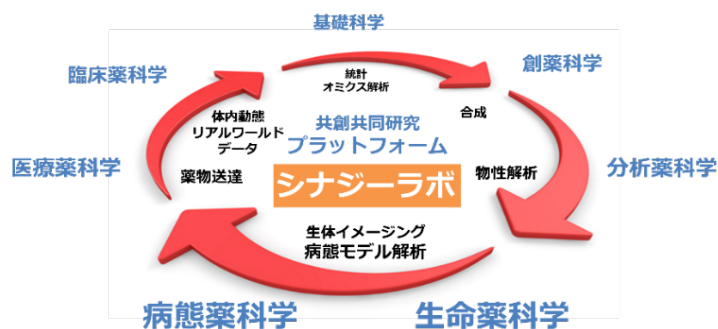 基礎科学
臨床薬科学
創薬科学
統計
オミクス解析
体内動態
リアルワールド
データ
共創共同研究
プラットフォーム
合成
医療薬科学
薬物送達
シナジーラボ
物性解析
分析薬科学
生体イメージング
病態モデル解析
病態薬科学
生命薬科学